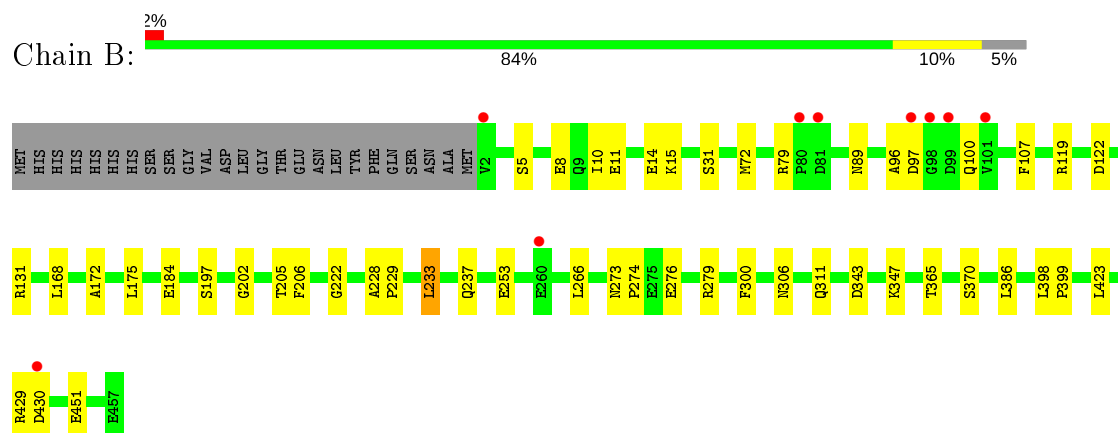 2%
Chain B:
84% 10% 5%
MET HIS HIS HIS HIS HIS HIS SER SER GLY VAL ASP LEU GLY THR GLU ASN LEU TYR PHE GLN SER ASN ALA MET V2 S5 E8 Q9 I10 E11 E14 K15 S31 M72 R79 P80 D81 N89 A96 D97 G98 D99 Q100 V101 F107 R119 D122
R131 L168 A172 L175 E184 S197 G202 T205 F206 G222 A228 P229 L233 Q237 E253 E260 L266 N273 P274 E275 E276 R279 F300 N306 Q311 D343 K347 T365 S370 L386 L398 P399 L423
R429 D430 E451 E457